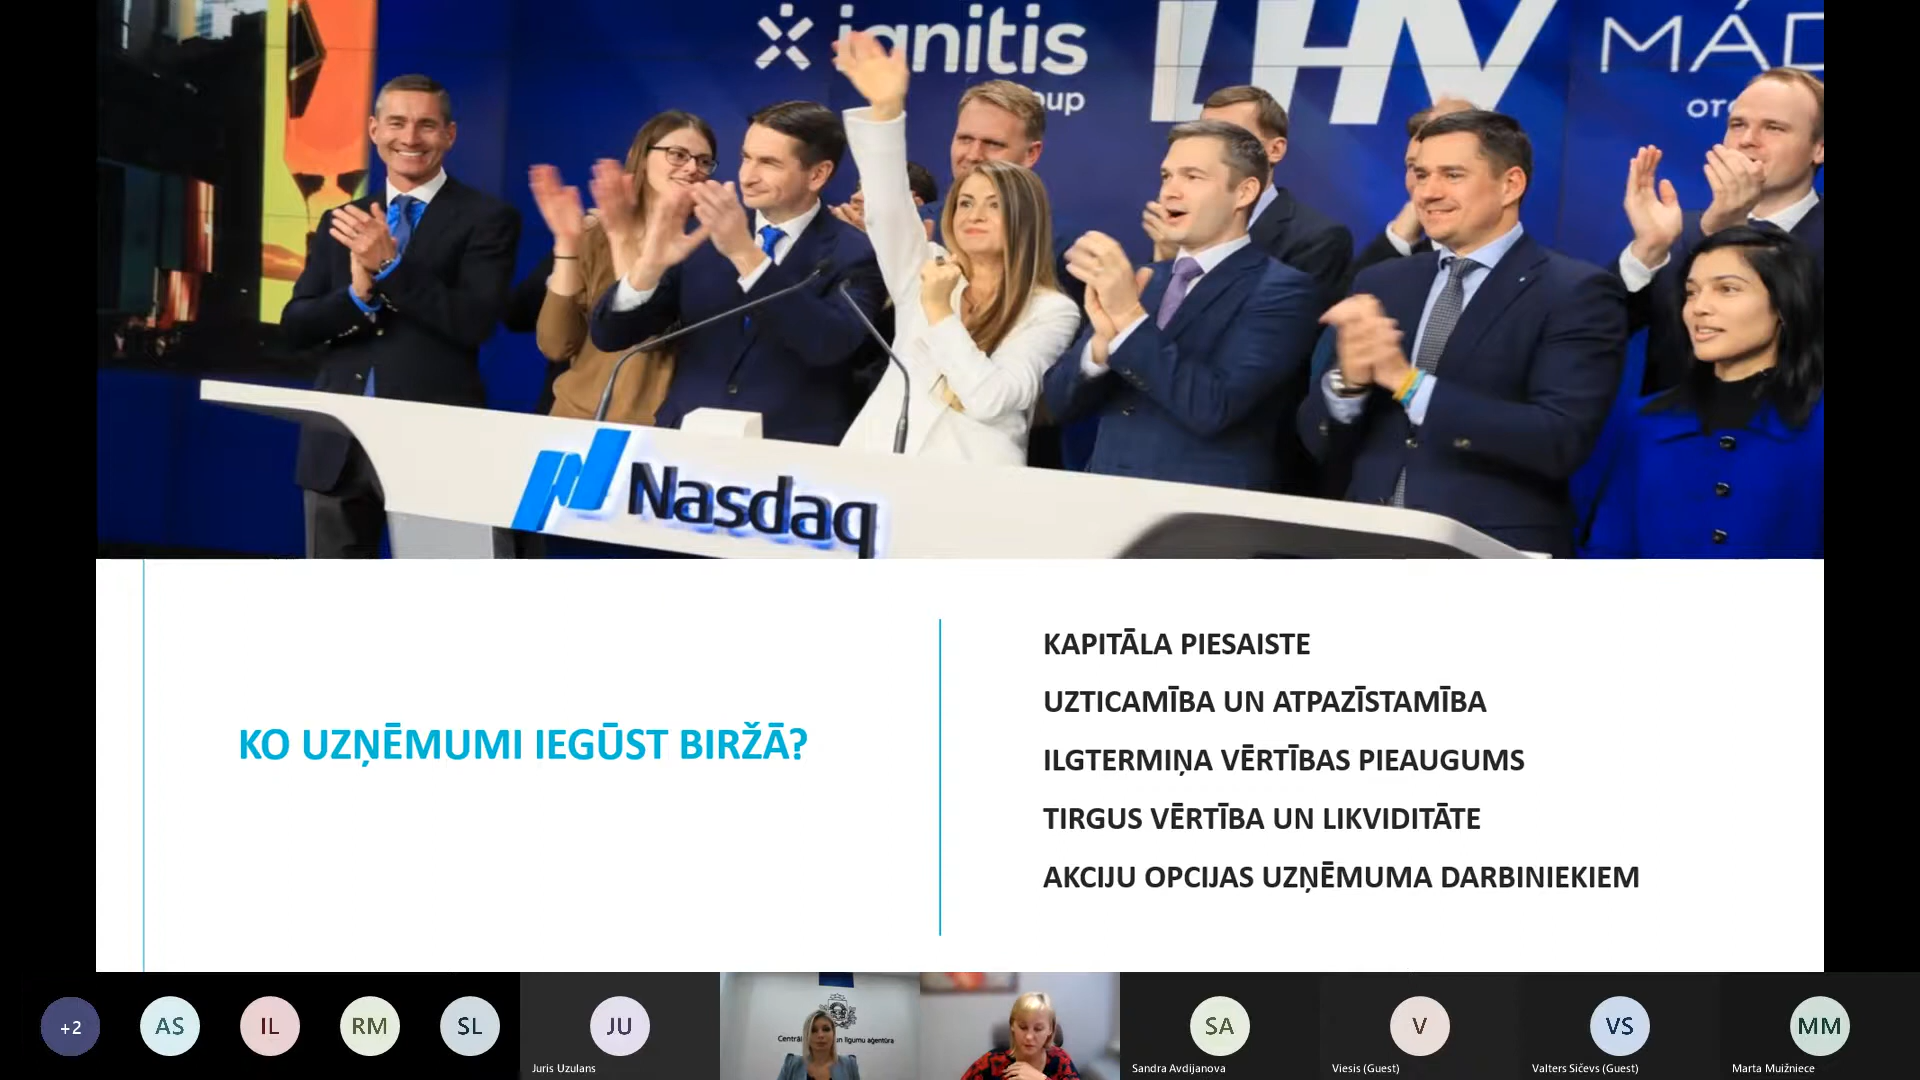 ignitis
LHV
MÁD
KAPITĀLA PIESAISTE
UZTICAMĪBA UN ATPAZĪSTAMĪBA
KO UZŅĒMUMI IEGŪST BIRŽĀ?
ILGTERMIŅA VĒRTĪBAS PIEAUGUMS
TIRGUS VĒRTĪBA UN LIKVIDITĀTE
AKCIJU OPCIJAS UZŅĒMUMA DARBINIEKIEM
Nasdaq
+2
AS
IL
RM
SL
JU
Juris Uzulans
SA
Sandra Avdijanova
V
Viesis (Guest)
VS
Valters Sičevs (Guest)
MM
Marta Muižniece